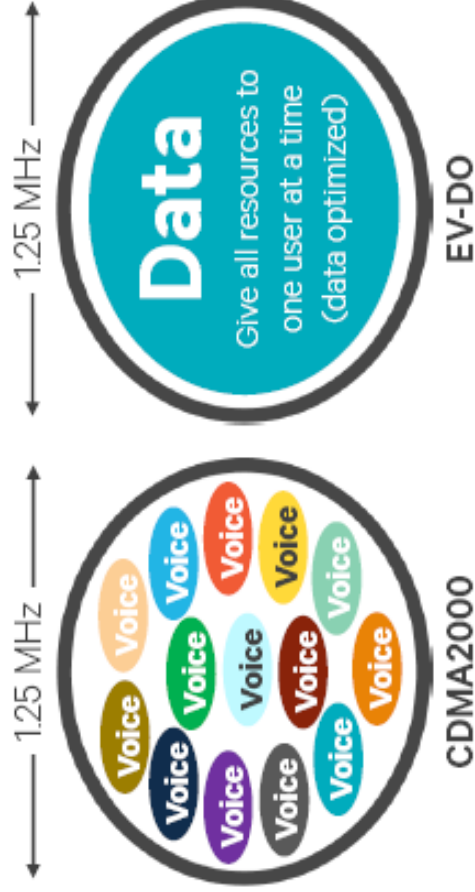 1.25 MHz
Voice
Voice
Voice
Voice
Voice
Voice
Voice
Voice
Voice
Voice
Voice
Voice
Voice
Voice
CDMA2000
1.25 MHz
Data
Give all resources to
one user at a time
(data optimized)
EV-DO